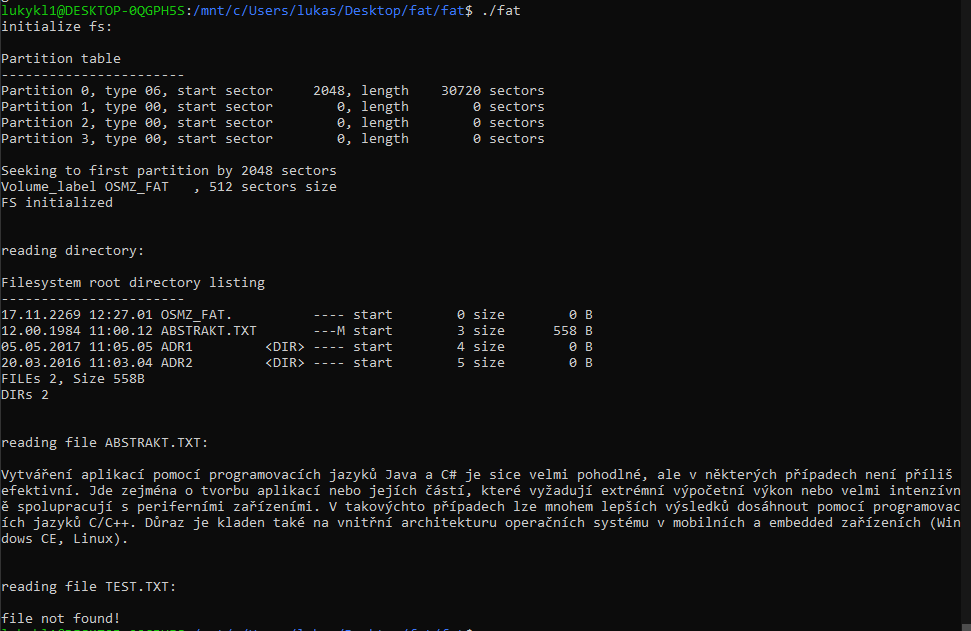 lukykl1@DESKTOP-0QGPH5S:/mnt/c/Users/lukas/Desktop/fat/fat$ ./fat
initialize fs:
Partition table
-----------------------
Partition 0, type 06, start sector     2048, length    30720 sectors
Partition 1, type 00, start sector        0, length        0 sectors
Partition 2, type 00, start sector        0, length        0 sectors
Partition 3, type 00, start sector        0, length        0 sectors
Seeking to first partition by 2048 sectors
Volume_label OSMZ_FAT   , 512 sectors size
FS initialized
reading directory:
Filesystem root directory listing
-----------------------
17.11.2269 12:27.01 OSMZ_FAT.          ---- start        0 size        0 B
12.00.1984 11:00.12 ABSTRAKT.TXT       ---M start        3 size      558 B
05.05.2017 11:05.05 ADR1         <DIR> ---- start        4 size        0 B
20.03.2016 11:03.04 ADR2         <DIR> ---- start        5 size        0 B
FILEs 2, Size 558B
DIRs 2
reading file ABSTRAKT.TXT:
Vytváření aplikací pomocí programovacích jazyků Java a C# je sice velmi pohodlné, ale v některých případech není příliš
efektivní. Jde zejména o tvorbu aplikací nebo jejích částí, které vyžadují extrémní výpočetní výkon nebo velmi intenzívn
ě spolupracují s periferními zařízeními. V takovýchto případech lze mnohem lepších výsledků dosáhnout pomocí programovac
ích jazyků C/C++. Důraz je kladen také na vnitřní architekturu operačních systému v mobilních a embedded zařízeních (Win
dows CE, Linux).
reading file TEST.TXT:
file not found!